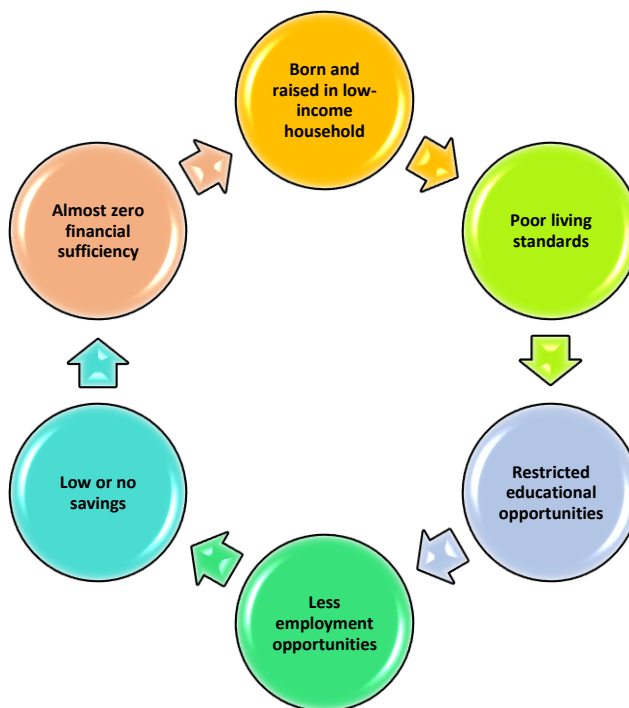 Born and
raised in low-
income
household
Poor living
standards
Restricted
educational
opportunities
Less
employment
opportunities
Low or no
savings
Almost zero
financial
sufficiency